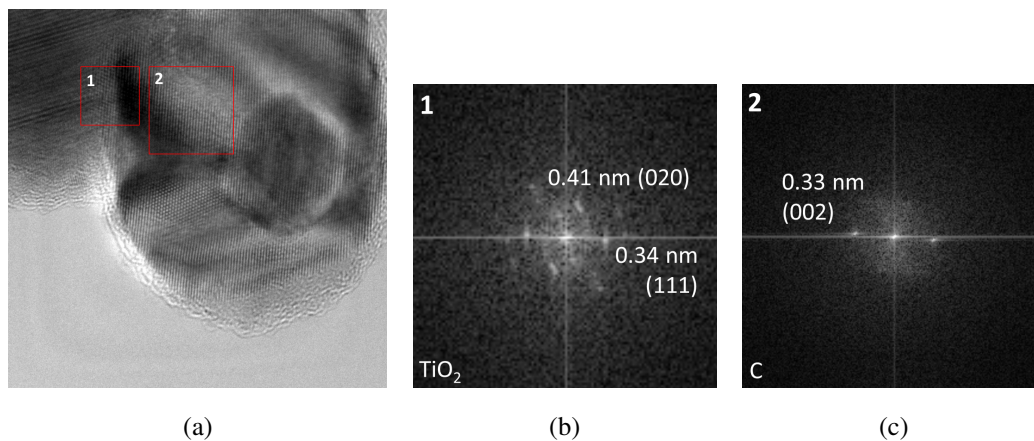 1
2
1
0.41 nm (020)
0.34 nm
(111)
TiO₂
2
0.33 nm
(002)
C
(a)
(b)
(c)